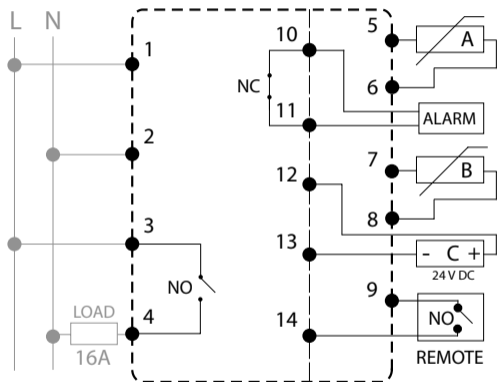 L N
1
2
3
4
NO
LOAD
16A
NC
10
11
12
13
14
5
6
7
8
9
A
ALARM
B
- C +
24 V DC
NO
REMOTE